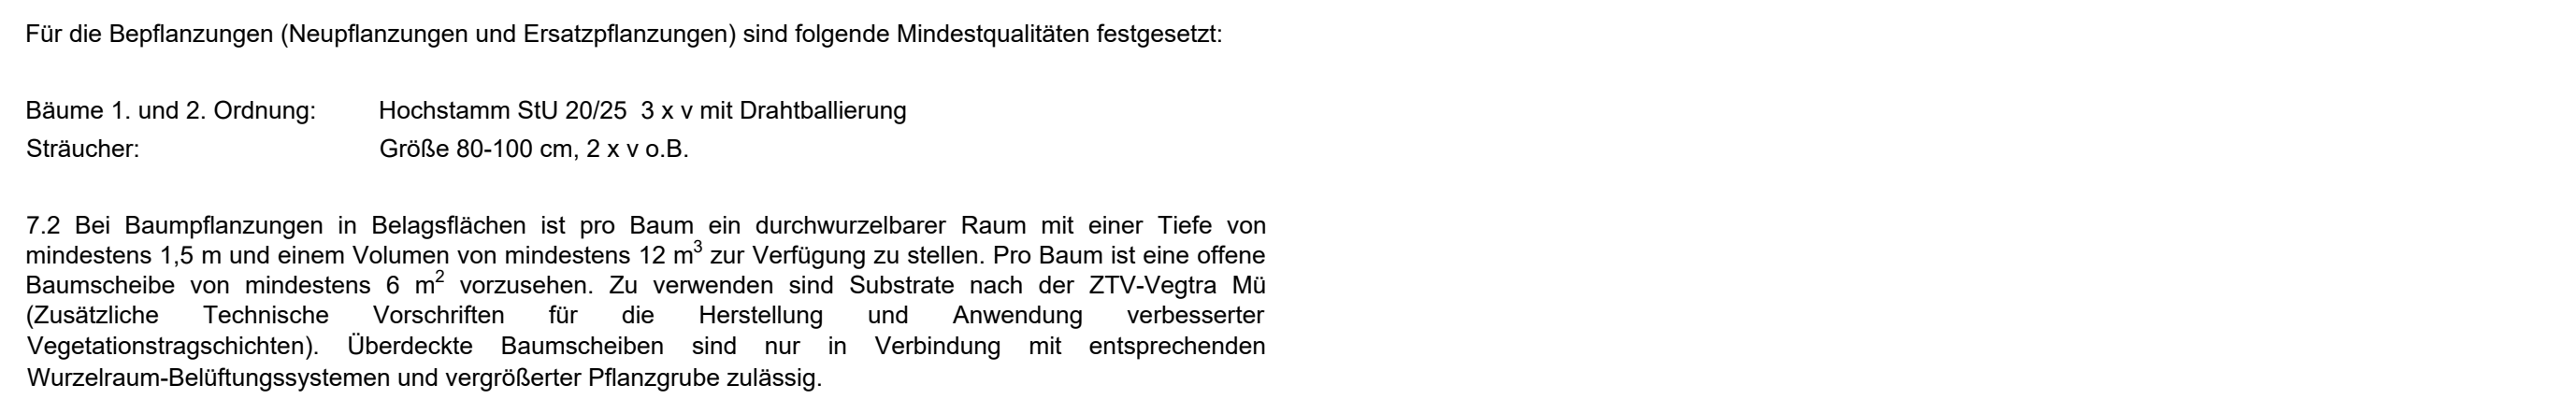 Für die Bepflanzungen (Neupflanzungen und Ersatzpflanzungen) sind folgende Mindestqualitäten festgesetzt:
Bäume 1. und 2. Ordnung: Hochstamm StU 20/25 3 x v mit Drahtballierung
Sträucher: Größe 80-100 cm, 2 x v o.B.
7.2 Bei Baumpflanzungen in Belagsflächen ist pro Baum ein durchwurzelbarer Raum mit einer Tiefe von
mindestens 1,5 m und einem Volumen von mindestens 12 m³ zur Verfügung zu stellen. Pro Baum ist eine offene
Baumscheibe von mindestens 6 m² vorzusehen. Zu verwenden sind Substrate nach der ZTV-Vegtra Mü
(Zusätzliche Technische Vorschriften für die Herstellung und Anwendung verbesserter
Vegetationstragschichten). Überdeckte Baumscheiben sind nur in Verbindung mit entsprechenden
Wurzelraum-Belüftungssystemen und vergrößerter Pflanzgrube zulässig.